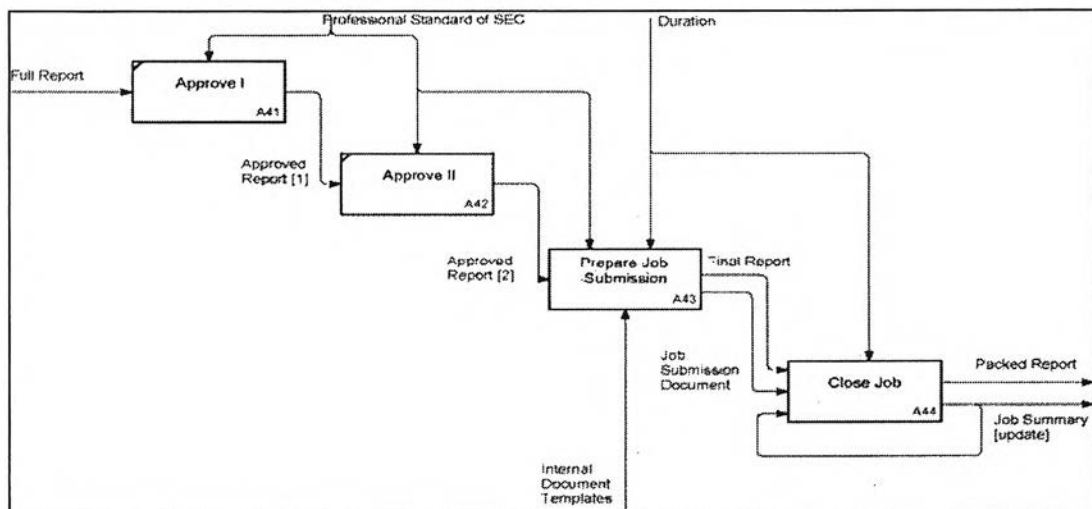 Professional Standard of SEC
Duration
Full Report
Approve I
A41
Approved
Report [1]
Approve II
A42
Approved
Report [2]
Prepare Job
Submission
A43
Final Report
Job
Submission
Document
Close Job
A44
Packed Report
Job Summary
[update]
Internal
Document
Templates